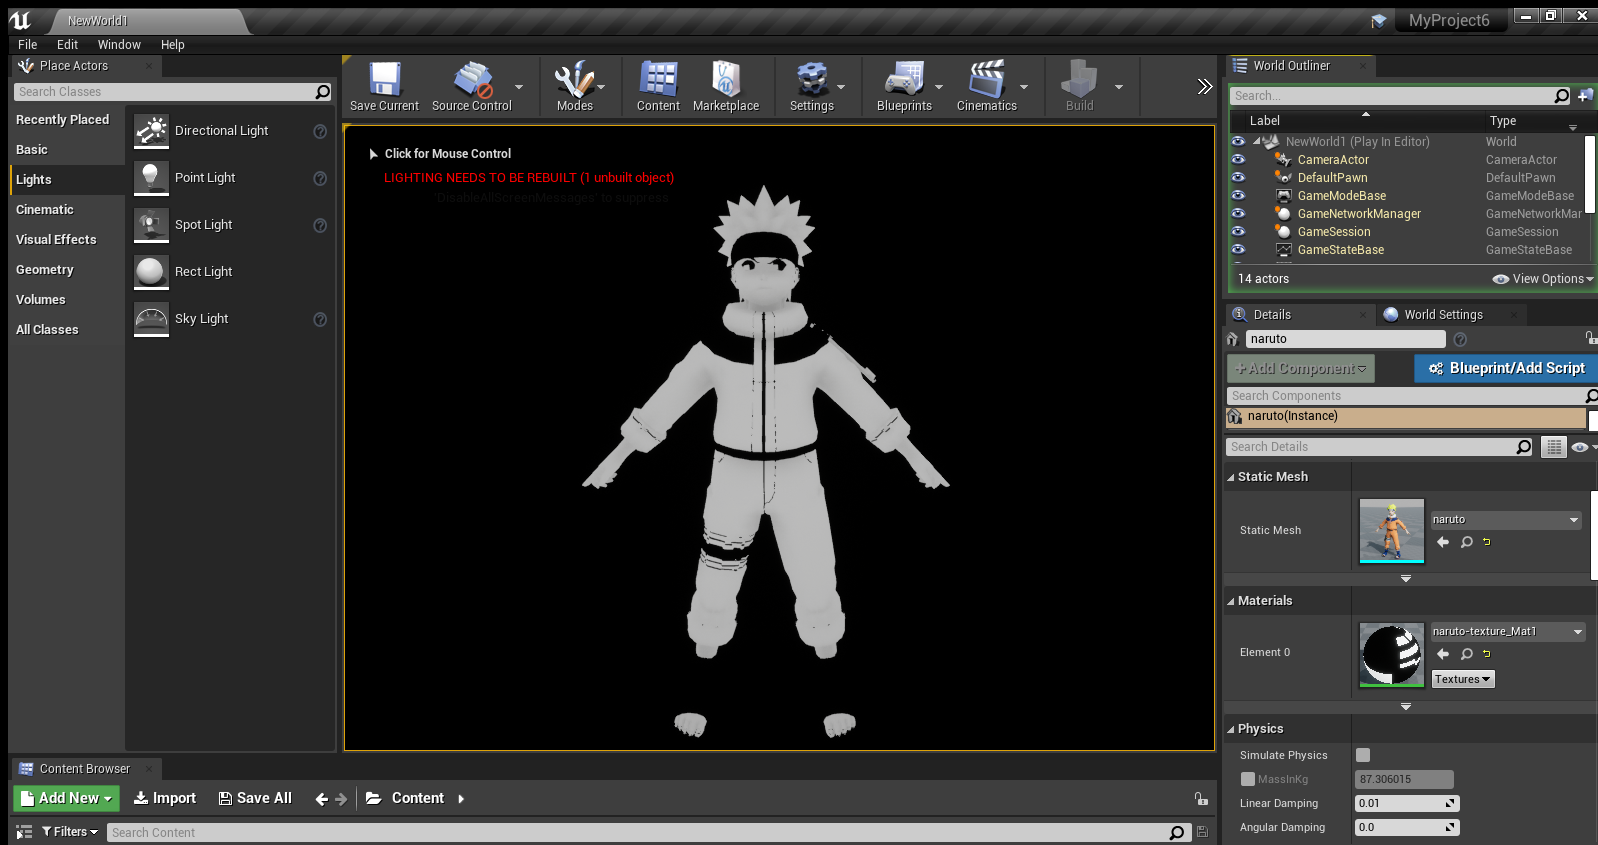 NewWorld1
MyProject6
File Edit Window Help
Place Actors
Search Classes
Recently Placed
Basic
Lights
Cinematic
Visual Effects
Geometry
Volumes
All Classes
Directional Light
Point Light
Spot Light
Rect Light
Sky Light
Save Current
Source Control
Modes
Content
Marketplace
Settings
Blueprints
Cinematics
Build
Click for Mouse Control
LIGHTING NEEDS TO BE REBUILT (1 unbuilt object)
'DisableAllScreenMessages' to suppress
World Outliner
Search...
Label Type
NewWorld1 (Play In Editor) World
CameraActor CameraActor
DefaultPawn DefaultPawn
GameModeBase GameModeBase
GameNetworkManager GameNetworkMar
GameSession GameSession
GameStateBase GameStateBase
14 actors
View Options
Details
World Settings
naruto
+Add Component
Blueprint/Add Script
Search Components
naruto(Instance)
Search Details
Static Mesh
Static Mesh
naruto
Materials
Element 0
naruto-texture_Mat1
Textures
Physics
Simulate Physics
MassInKg 87.306015
Linear Damping 0.01
Angular Damping 0.0
Content Browser
Add New
Import
Save All
Content
Filters
Search Content